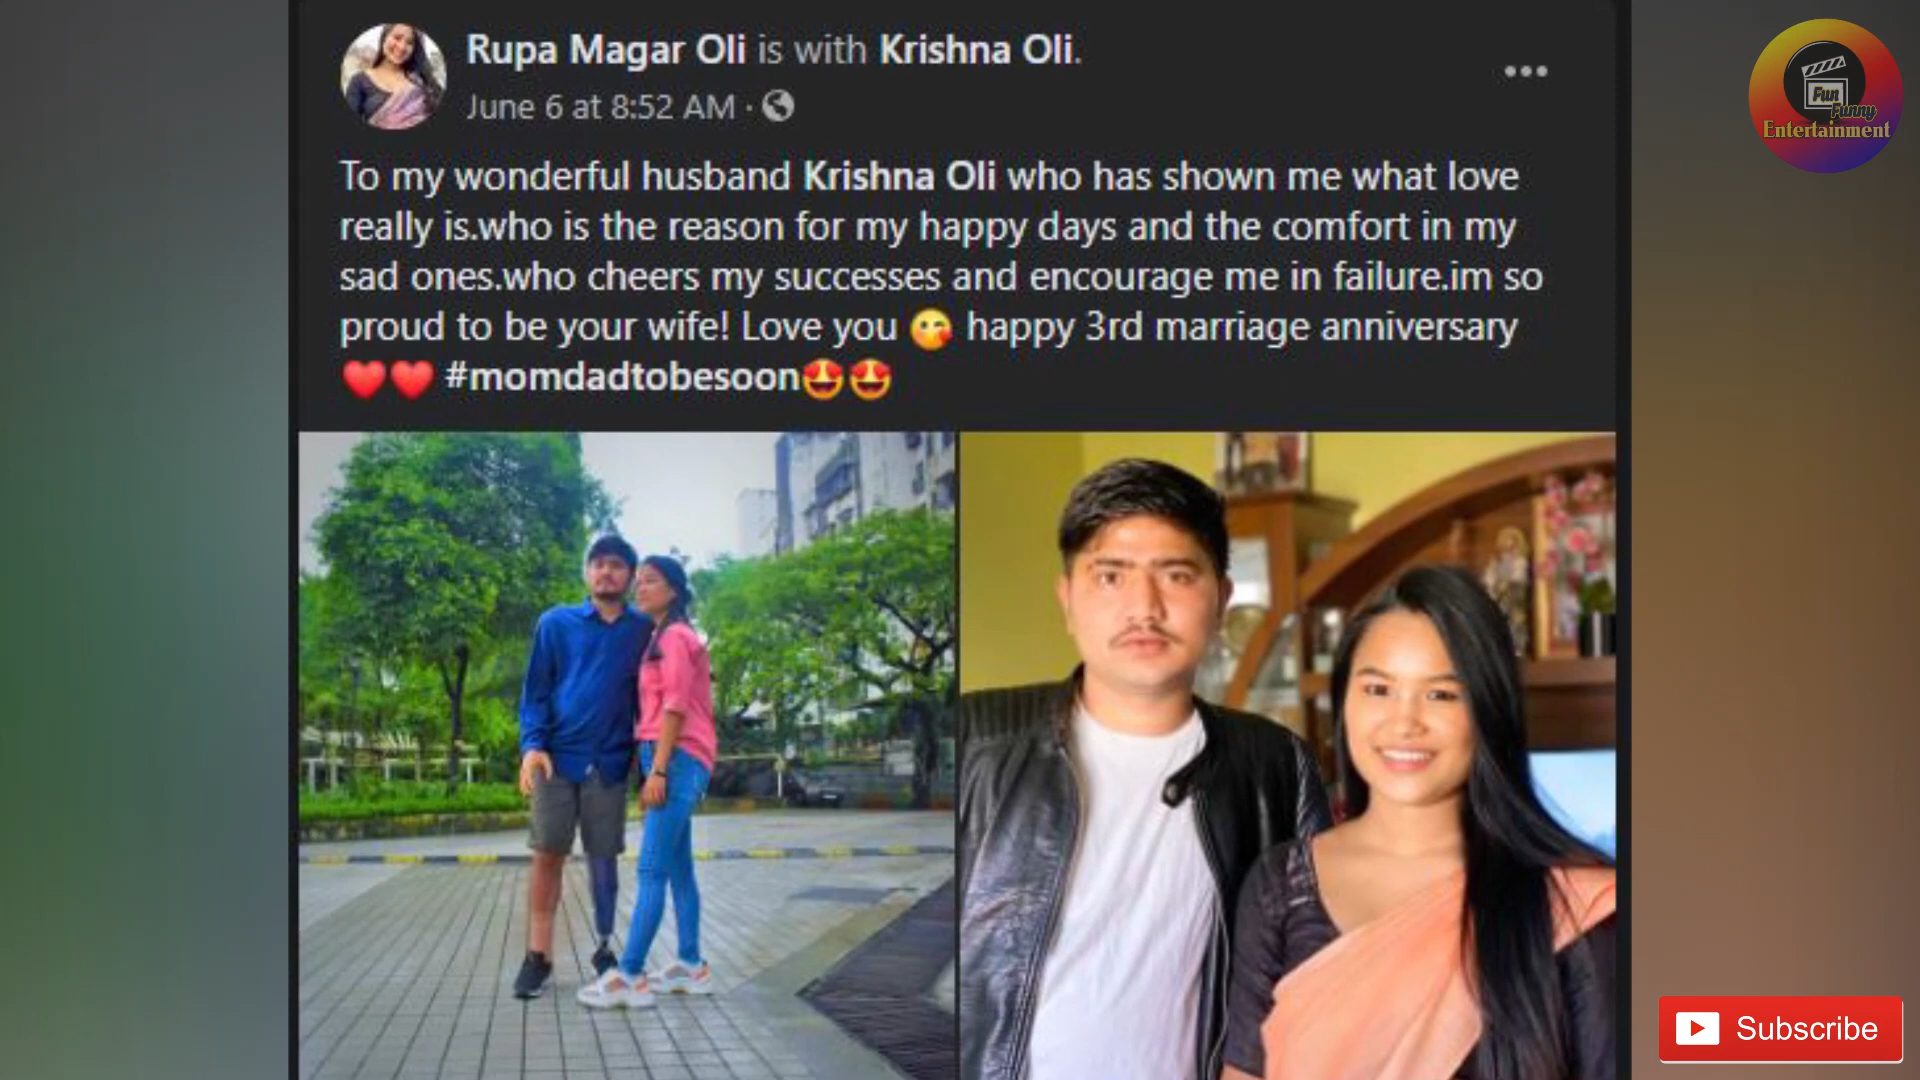 Rupa Magar Oli is with Krishna Oli.
June 6 at 8:52 AM ·
To my wonderful husband Krishna Oli who has shown me what love
really is.who is the reason for my happy days and the comfort in my
sad ones.who cheers my successes and encourage me in failure.im so
proud to be your wife! Love you 😘 happy 3rd marriage anniversary
❤️❤️ #momdadtobesoon🤩🤩
Fun
Funny
Entertainment
Subscribe